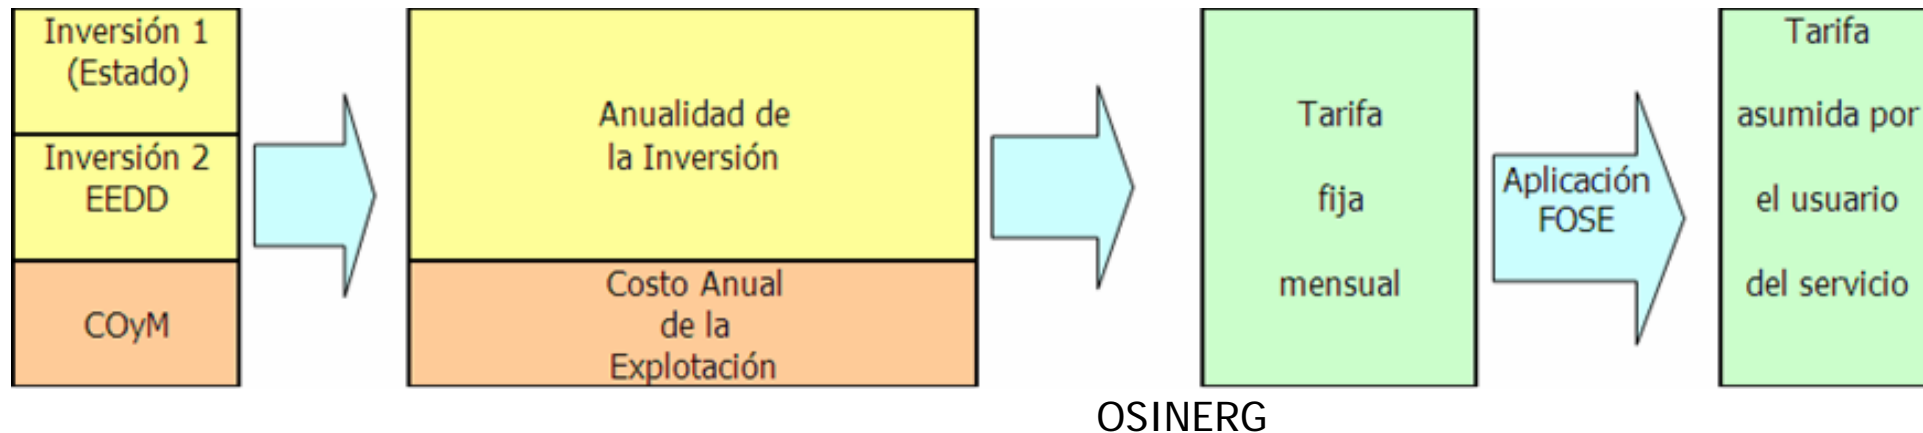 Inversión 1
(Estado)
Inversión 2
EEDD
COyM
Anualidad de
la Inversión
Costo Anual
de la
Explotación
Tarifa
fija
mensual
Aplicación
FOSE
Tarifa
asumida por
el usuario
del servicio
OSINERG